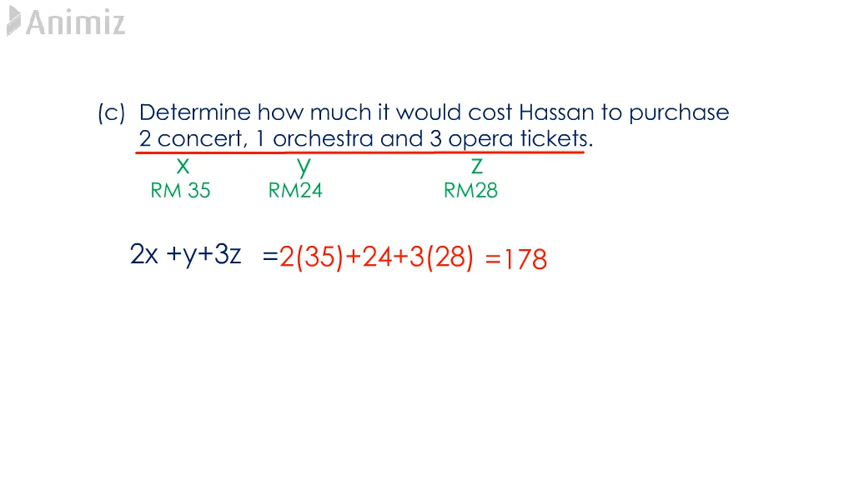 Animiz
(c) Determine how much it would cost Hassan to purchase
2 concert, 1 orchestra and 3 opera tickets.
x y z
RM 35 RM24 RM28
2x +y+3z =2(35)+24+3(28) =178